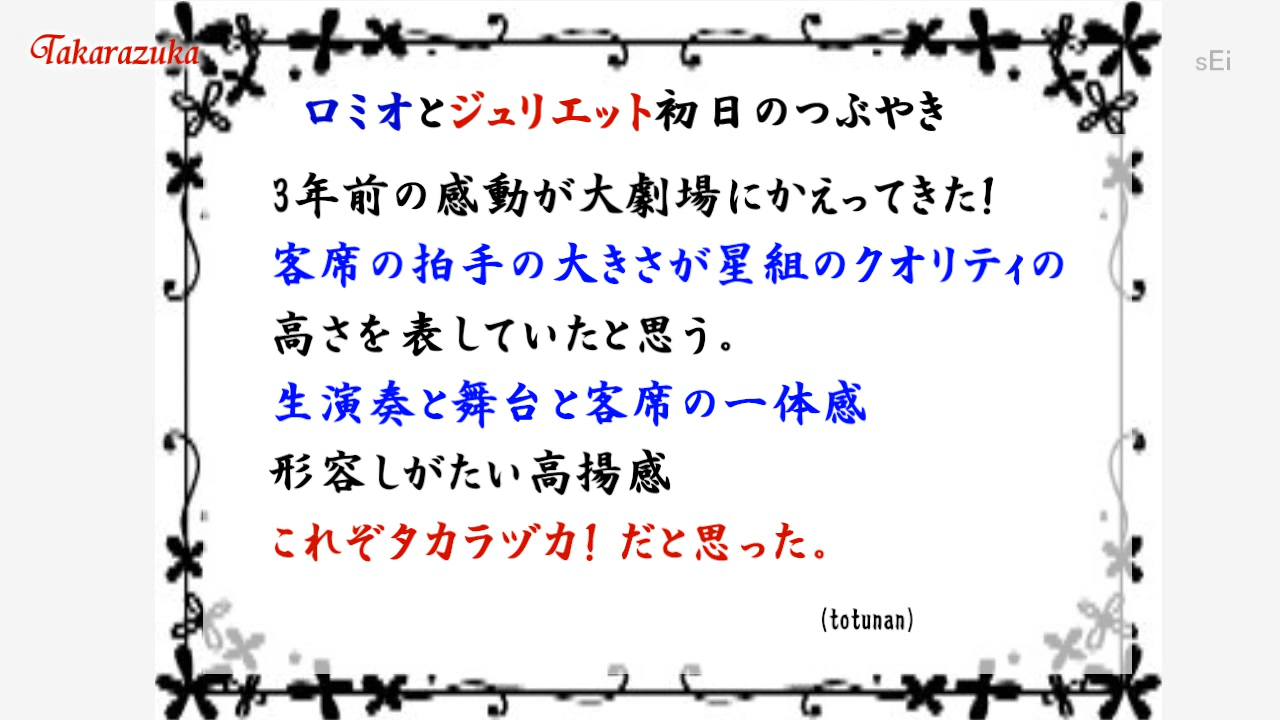 Takarazuka
sEi
ロミオとジュリエット初日のつぶやき
3年前の感動が大劇場にかえってきた!
客席の拍手の大きさが星組のクオリティの
高さを表していたと思う。
生演奏と舞台と客席の一体感
形容しがたい高揚感
これぞタカラヅカ! だと思った。
(totunan)